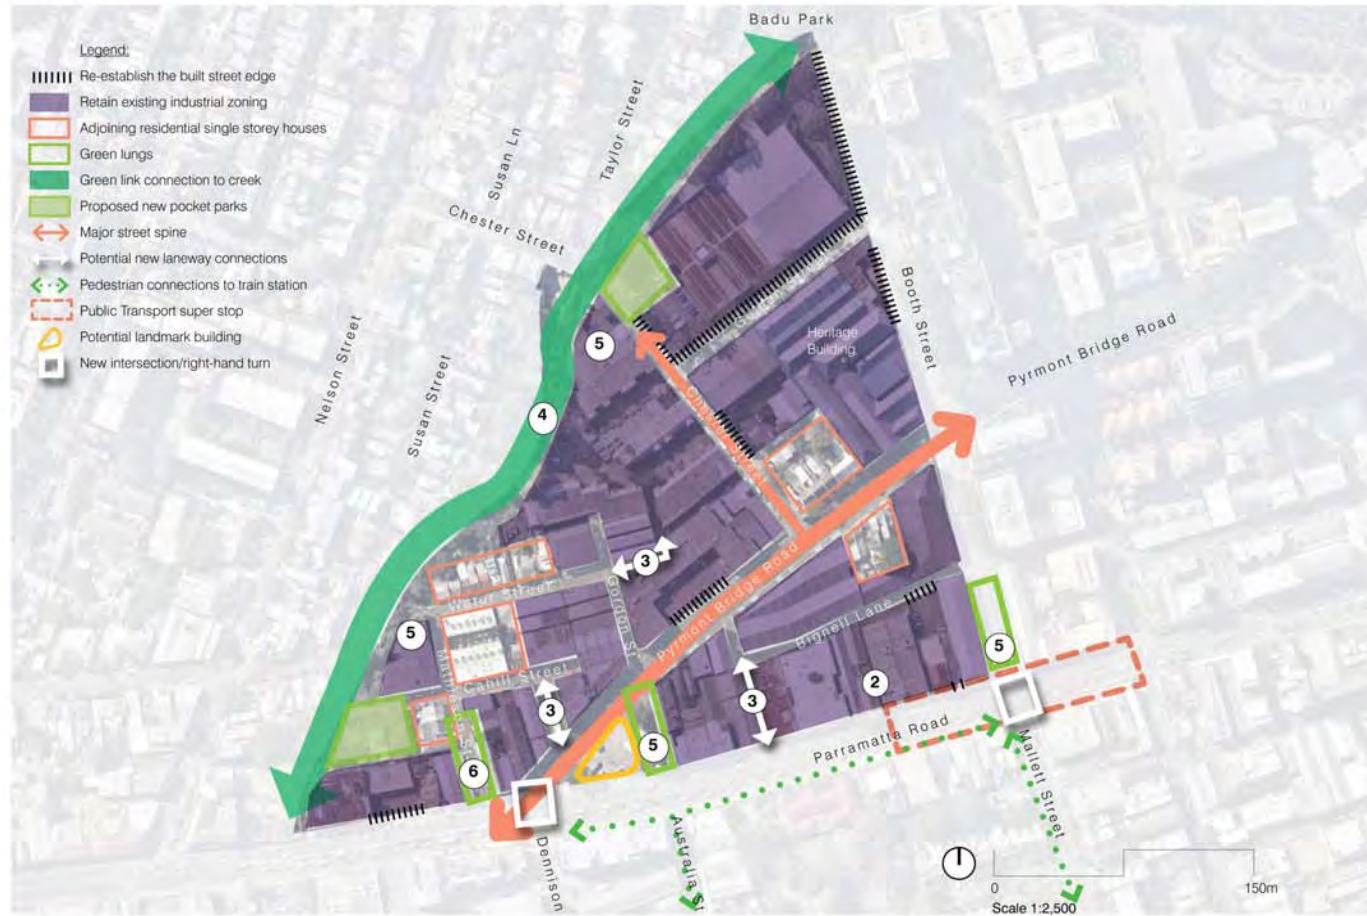 Badu Park
Legend:
Re-establish the built street edge
Retain existing industrial zoning
Adjoining residential single storey houses
Green lungs
Green link connection to creek
Proposed new pocket parks
Major street spine
Potential new laneway connections
Pedestrian connections to train station
Public Transport super stop
Potential landmark building
New intersection/right-hand turn
Susan Ln
Taylor Street
Chester Street
Nelson Street
Susan Street
Booth Street
Pyrmont Bridge Road
Heritage
Building
5
4
3
Water Street
Gordon St
Pyrmont Bridge Road
Bignell Lane
5
Cahill Street
3
3
2
5
5
6
Parramatta Road
Mallett Street
Australia St
Dennison
0
150m
Scale 1:2,500